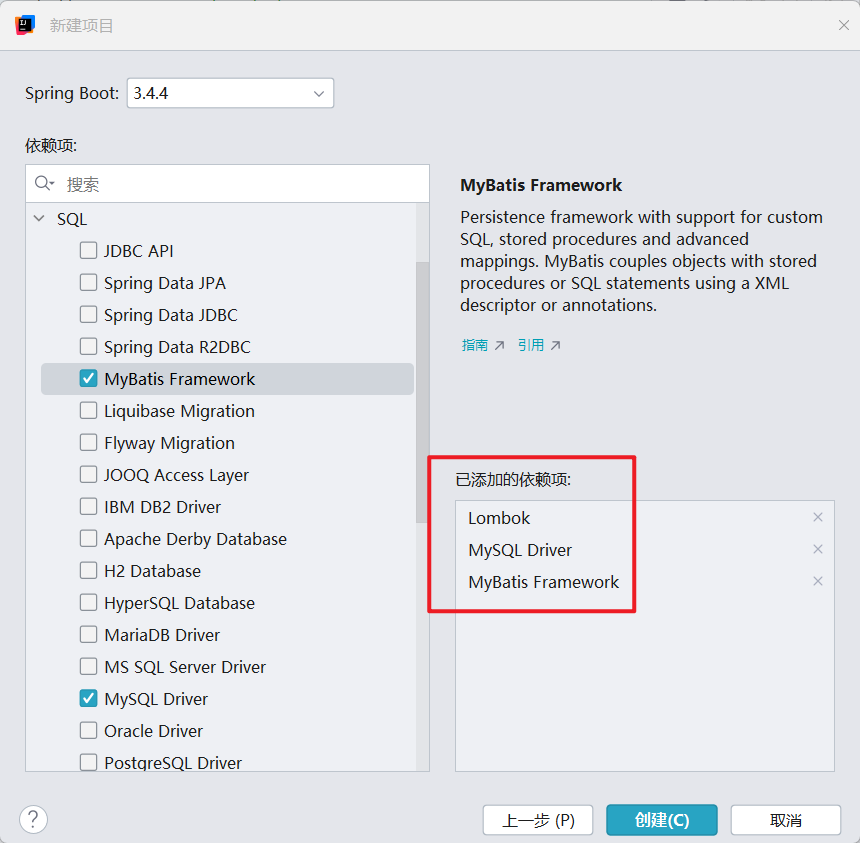 新建项目
Spring Boot: 3.4.4
依赖项:
搜索
SQL
JDBC API
Spring Data JPA
Spring Data JDBC
Spring Data R2DBC
MyBatis Framework
Liquibase Migration
Flyway Migration
JOOQ Access Layer
IBM DB2 Driver
Apache Derby Database
H2 Database
HyperSQL Database
MariaDB Driver
MS SQL Server Driver
MySQL Driver
Oracle Driver
PostgreSQL Driver
MyBatis Framework
Persistence framework with support for custom
SQL, stored procedures and advanced
mappings. MyBatis couples objects with stored
procedures or SQL statements using a XML
descriptor or annotations.
指南 引用
已添加的依赖项:
Lombok
MySQL Driver
MyBatis Framework
?
上一步 (P) 创建(C) 取消